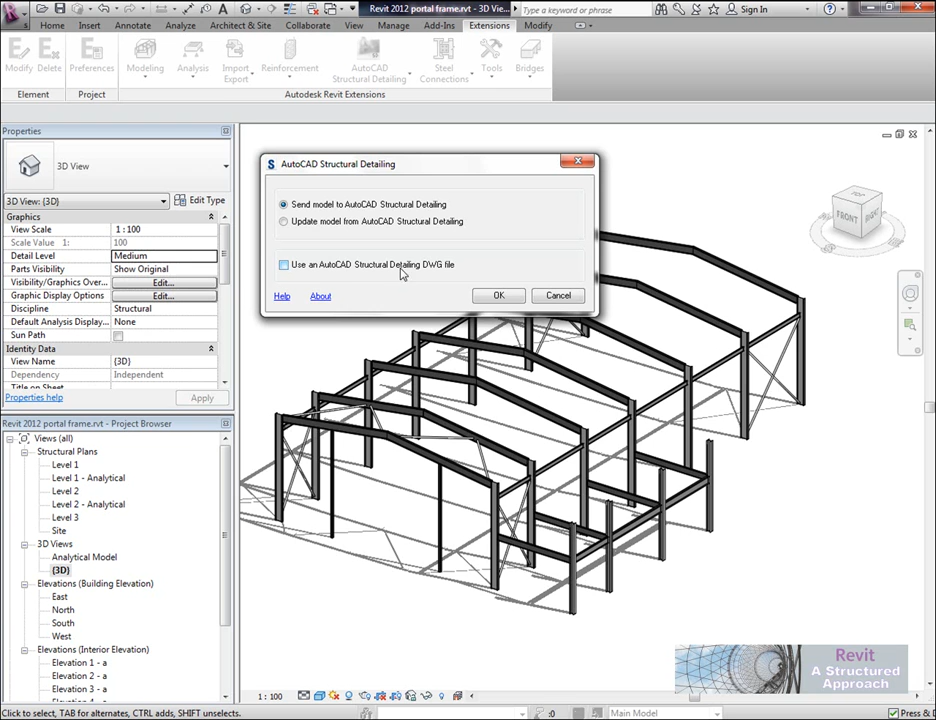 Revit 2012 portal frame.rvt - 3D Vie...
Type a keyword or phrase
Sign In
Home
Insert
Annotate
Analyze
Architect & Site
Collaborate
View
Manage
Add-Ins
Extensions
Modify
Modify
Delete
Preferences
Modeling
Analysis
Import
Export
Reinforcement
AutoCAD
Structural Detailing
Steel
Connections
Tools
Bridges
Element
Project
Autodesk Revit Extensions
Properties
3D View
3D View: {3D}
Edit Type
Graphics
View Scale 1 : 100
Scale Value 1: 100
Detail Level Medium
Parts Visibility Show Original
Visibility/Graphics Over... Edit...
Graphic Display Options Edit...
Discipline Structural
Default Analysis Display... None
Sun Path
Identity Data
View Name {3D}
Dependency Independent
Title on Sheet
Properties help
Apply
Revit 2012 portal frame.rvt - Project Browser
Views (all)
Structural Plans
Level 1
Level 1 - Analytical
Level 2
Level 2 - Analytical
Level 3
Site
3D Views
Analytical Model
{3D}
Elevations (Building Elevation)
East
North
South
West
Elevations (Interior Elevation)
Elevation 1 - a
Elevation 2 - a
Elevation 3 - a
AutoCAD Structural Detailing
Send model to AutoCAD Structural Detailing
Update model from AutoCAD Structural Detailing
Use an AutoCAD Structural Detailing DWG file
Help
About
OK
Cancel
FRONT
RIGHT
Revit
A Structured
Approach
1 : 100
Click to select, TAB for alternates, CTRL adds, SHIFT unselects.
:0
Main Model
Press & D